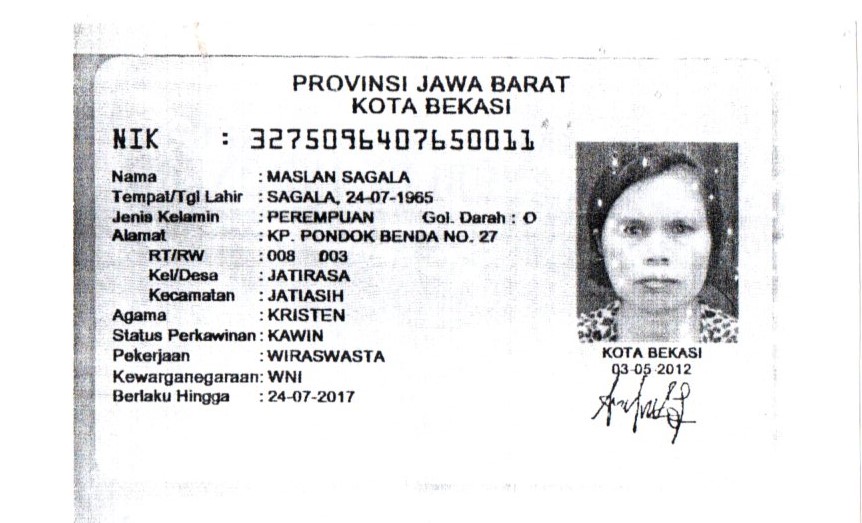 PROVINSI JAWA BARAT
KOTA BEKASI
NIK : 3275096407650011
Nama : MASLAN SAGALA
Tempat/Tgl Lahir : SAGALA, 24-07-1965
Jenis Kelamin : PEREMPUAN Gol. Darah : O
Alamat : KP. PONDOK BENDA NO. 27
RT/RW : 008 003
Kel/Desa : JATIRASA
Kecamatan : JATIASIH
Agama : KRISTEN
Status Perkawinan : KAWIN
Pekerjaan : WIRASWASTA
Kewarganegaraan : WNI
Berlaku Hingga : 24-07-2017
KOTA BEKASI
03-05-2012